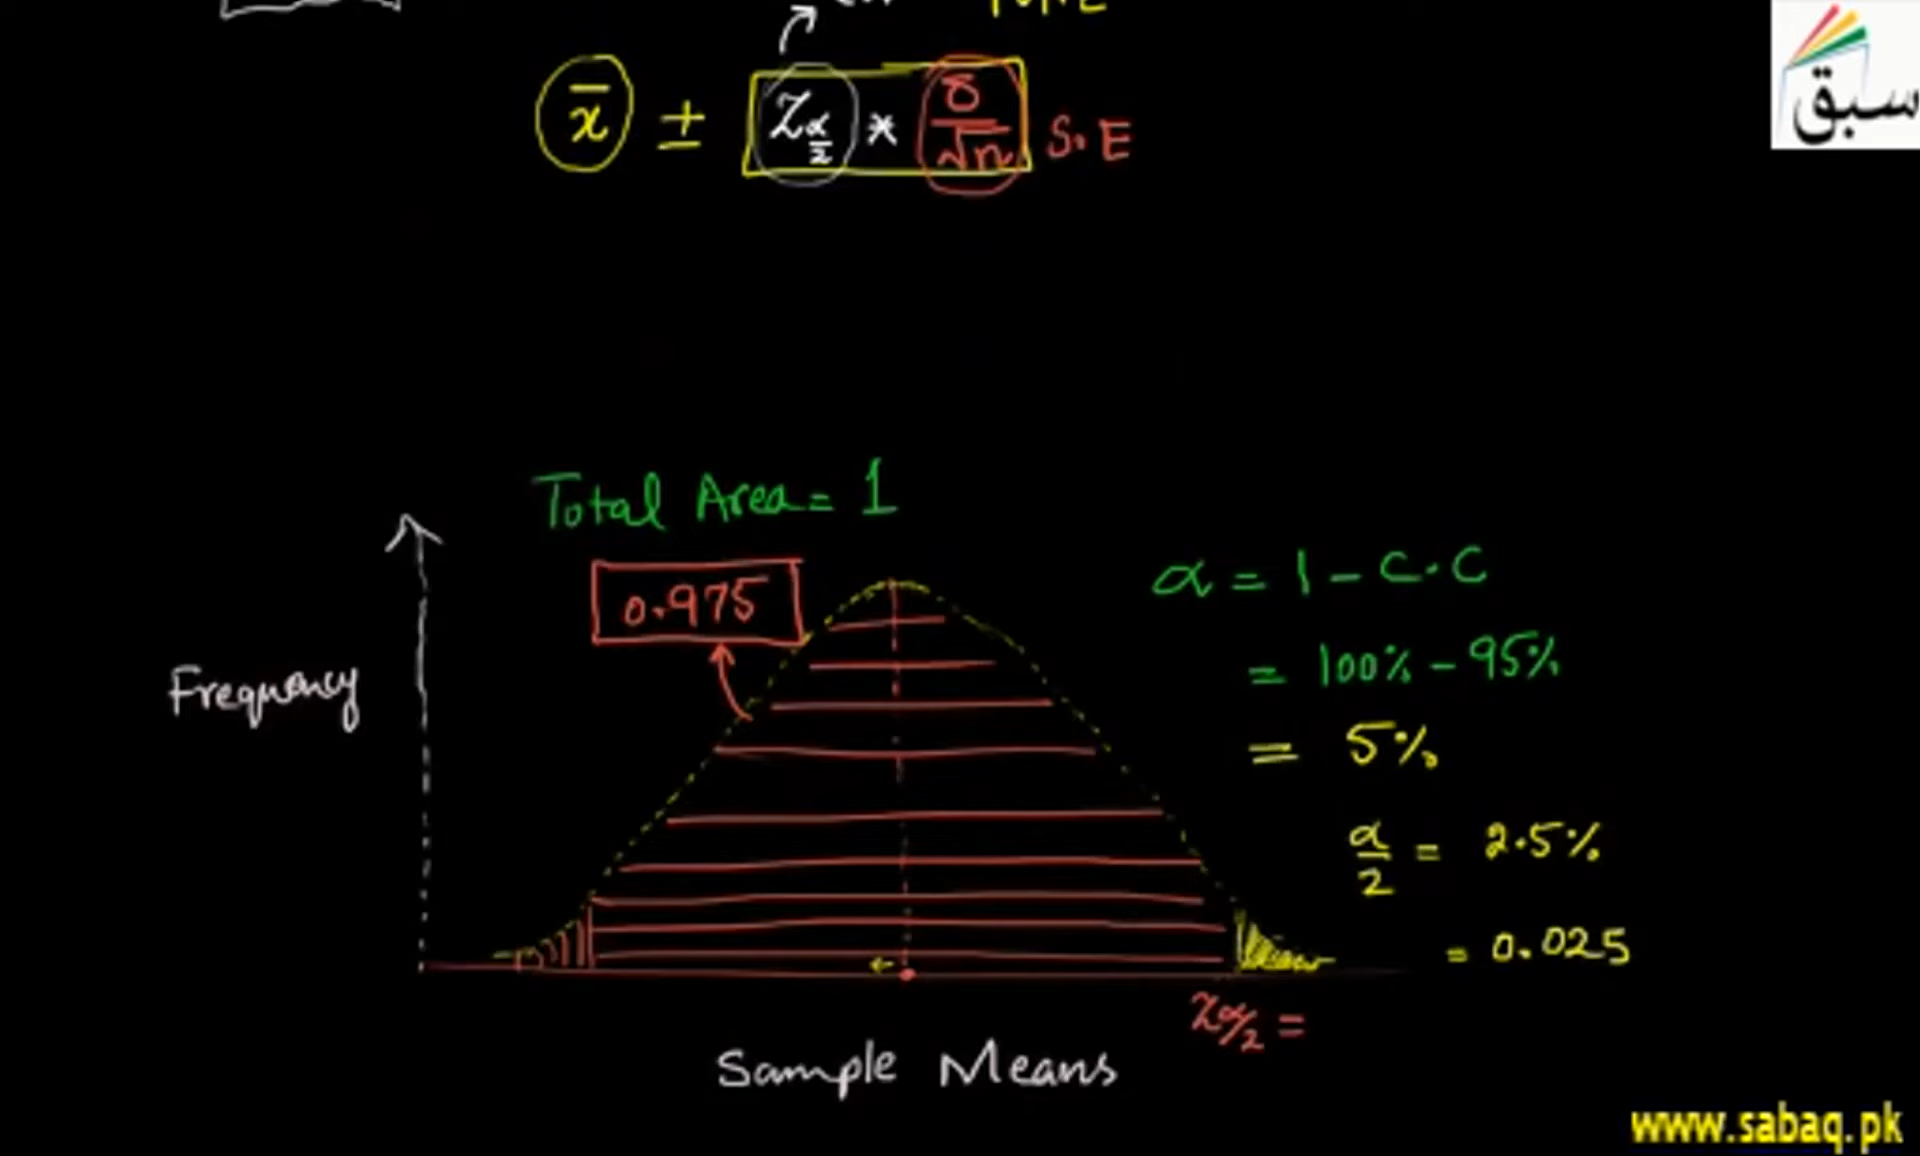 x̄ ± Z α/2 * σ/√n S.E
سبق
Total Area = 1
0.975
α = 1 - C.C
= 100% - 95%
= 5%
Frequency
α/2 = 2.5%
= 0.025
Zα/2 =
Sample Means
www.sabaq.pk